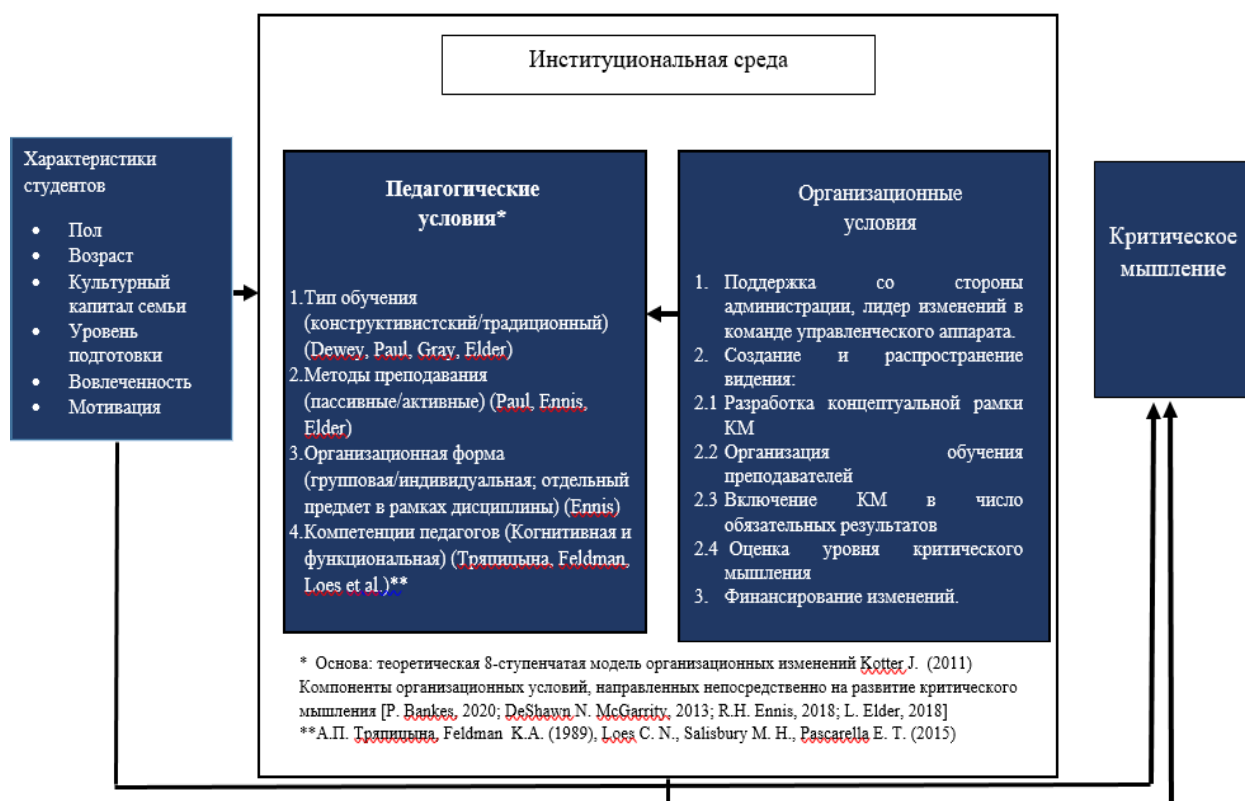 Институциональная среда
Характеристики
студентов
• Пол
• Возраст
• Культурный
капитал семьи
• Уровень
подготовки
• Вовлеченность
• Мотивация
Педагогические
условия*
1.Тип обучения
(конструктивистский/традиционный)
(Dewey, Paul, Gray, Elder)
2.Методы преподавания
(пассивные/активные) (Paul, Ennis,
Elder)
3.Организационная форма
(групповая/индивидуальная; отдельный
предмет в рамках дисциплины) (Ennis)
4.Компетенции педагогов (Когнитивная и
функциональная) (Тряпицына, Feldman,
Loes et al.)**
Организационные
условия
1. Поддержка со стороны
администрации, лидер изменений в
команде управленческого аппарата.
2. Создание и распространение
видения:
2.1 Разработка концептуальной рамки
КМ
2.2 Организация обучения
преподавателей
2.3 Включение КМ в число
обязательных результатов
2.4 Оценка уровня критического
мышления
3. Финансирование изменений.
Критическое
мышление
* Основа: теоретическая 8-ступенчатая модель организационных изменений Kotter J. (2011)
Компоненты организационных условий, направленных непосредственно на развитие критического
мышления [P. Bankes, 2020; DeShawn N. McGarrity, 2013; R.H. Ennis, 2018; L. Elder, 2018]
**А.П. Тряпицына, Feldman K.A. (1989), Loes C. N., Salisbury M. H., Pascarella E. T. (2015)